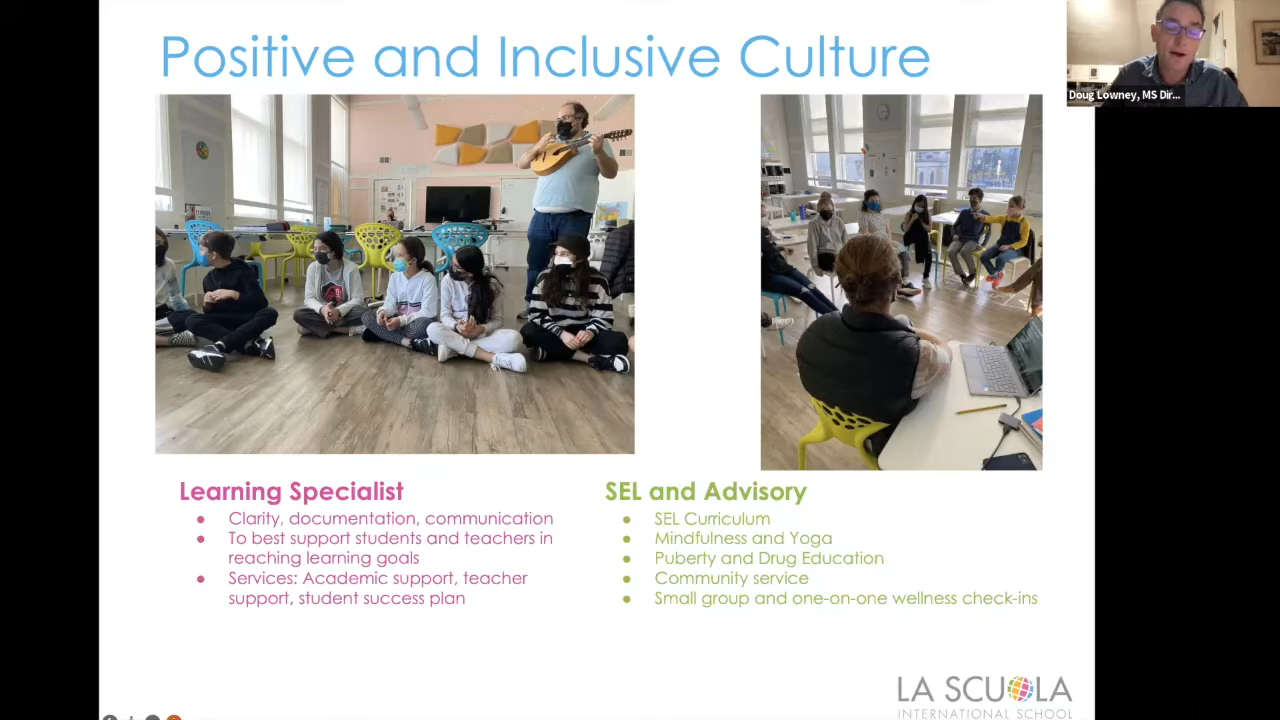 Positive and Inclusive Culture
Doug Lowney, MS Dir...
Learning Specialist
● Clarity, documentation, communication
● To best support students and teachers in
reaching learning goals
● Services: Academic support, teacher
support, student success plan
SEL and Advisory
● SEL Curriculum
● Mindfulness and Yoga
● Puberty and Drug Education
● Community service
● Small group and one-on-one wellness check-ins
LA SCUOLA
INTERNATIONAL SCHOOL